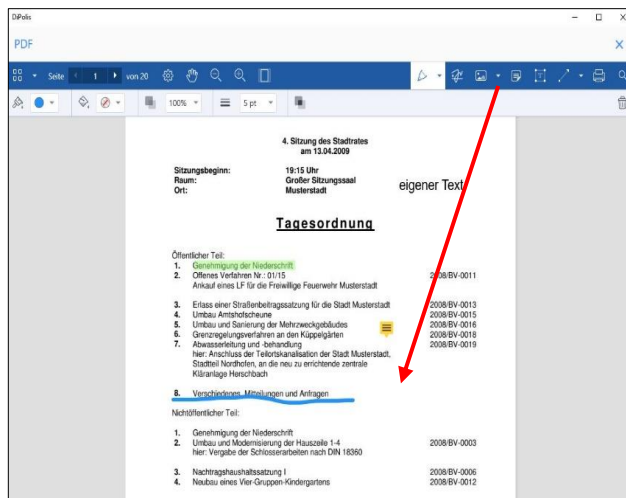 DiPolis
PDF
Seite 1 von 20
100% 5 pt
4. Sitzung des Stadtrates
am 13.04.2009
Sitzungsbeginn: 19:15 Uhr
Raum: Großer Sitzungssaal
Ort: Musterstadt
eigener Text
Tagesordnung
Öffentlicher Teil:
1. Genehmigung der Niederschrift
2. Offenes Verfahren Nr.: 01/15 2008/BV-0011
Ankauf eines LF für die Freiwillige Feuerwehr Musterstadt
3. Erlass einer Straßenbeitragssatzung für die Stadt Musterstadt 2008/BV-0013
4. Umbau Amtshofscheune 2008/BV-0015
5. Umbau und Sanierung der Mehrzweckgebäudes 2008/BV-0016
6. Grenzregelungsverfahren an den Küppelgärten 2008/BV-0018
7. Abwasserleitung und -behandlung 2008/BV-0019
hier: Anschluss der Teilortskanalisation der Stadt Musterstadt,
Stadtteil Nordhofen, an die neu zu errichtende zentrale
Kläranlage Herschbach
8. Verschiedenes, Mitteilungen und Anfragen
Nichtöffentlicher Teil:
1. Genehmigung der Niederschrift
2. Umbau und Modernisierung der Hauszeile 1-4 2008/BV-0003
hier: Vergabe der Schlosserarbeiten nach DIN 18360
3. Nachtragshaushaltssatzung I 2008/BV-0006
4. Neubau eines Vier-Gruppen-Kindergartens 2008/BV-0012